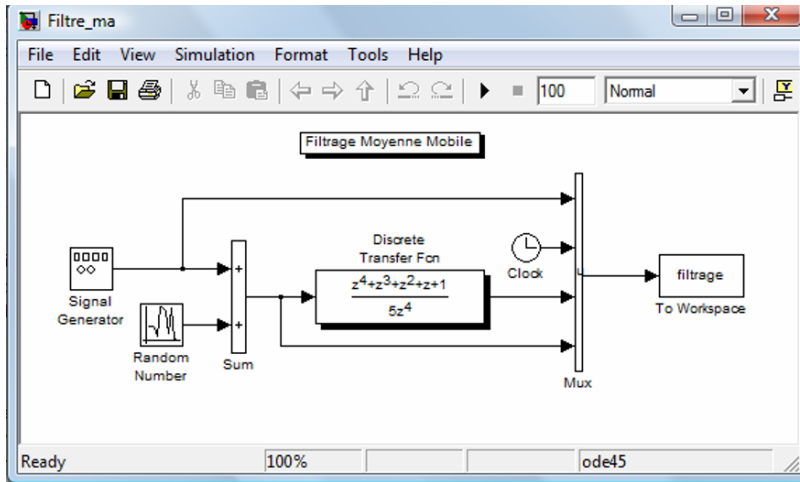 Filtre_ma
File Edit View Simulation Format Tools Help
100 Normal
Filtrage Moyenne Mobile
Signal
Generator
Random
Number
Sum
Discrete
Transfer Fcn
z⁴+z³+z²+z+1
5z⁴
Clock
Mux
filtrage
To Workspace
Ready 100% ode45